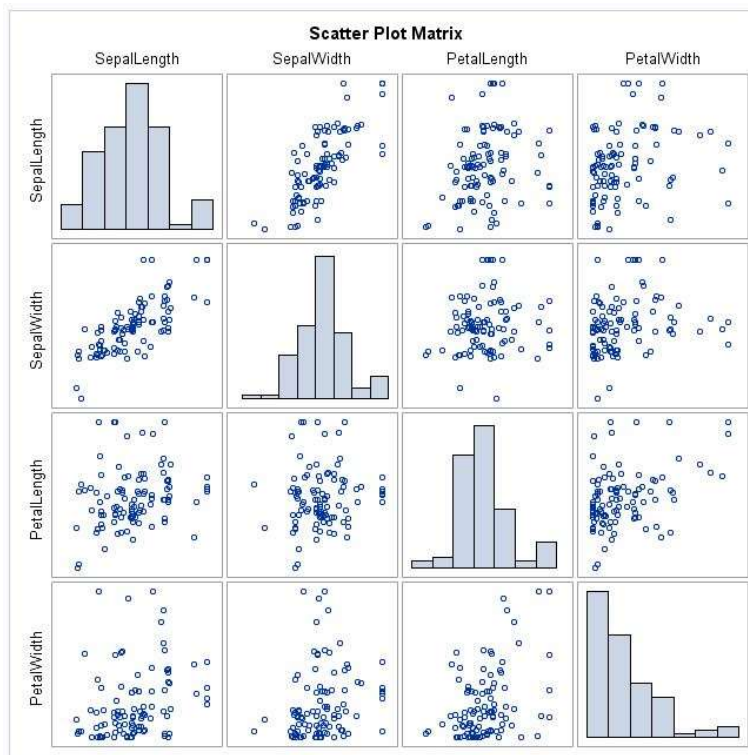 Scatter Plot Matrix
SepalLength SepalWidth PetalLength PetalWidth
SepalLength
SepalWidth
PetalLength
PetalWidth